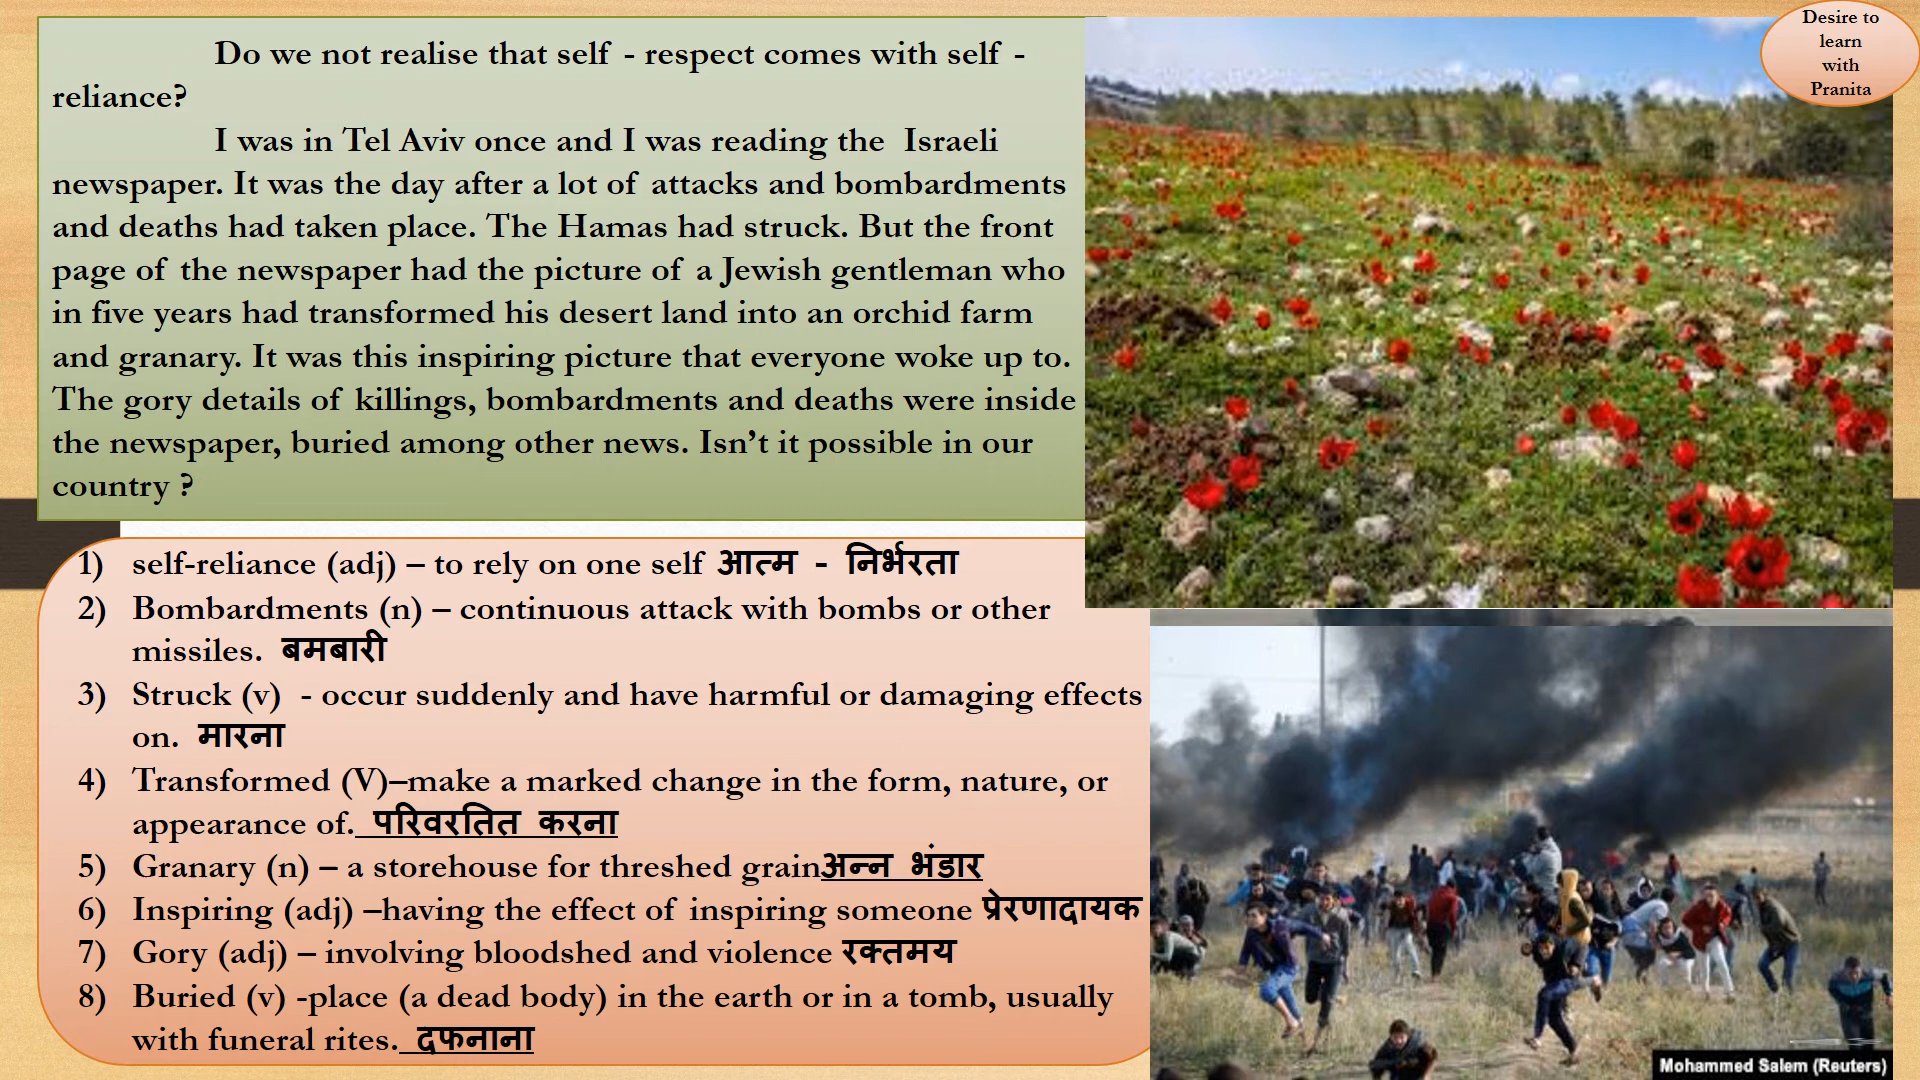 Do we not realise that self - respect comes with self -
reliance?
I was in Tel Aviv once and I was reading the Israeli
newspaper. It was the day after a lot of attacks and bombardments
and deaths had taken place. The Hamas had struck. But the front
page of the newspaper had the picture of a Jewish gentleman who
in five years had transformed his desert land into an orchid farm
and granary. It was this inspiring picture that everyone woke up to.
The gory details of killings, bombardments and deaths were inside
the newspaper, buried among other news. Isn't it possible in our
country ?
Desire to
learn
with
Pranita
1) self-reliance (adj) – to rely on one self आत्म - निर्भरता
2) Bombardments (n) – continuous attack with bombs or other
missiles. बमबारी
3) Struck (v) - occur suddenly and have harmful or damaging effects
on. मारना
4) Transformed (V)–make a marked change in the form, nature, or
appearance of. परिवरतित करना
5) Granary (n) – a storehouse for threshed grainअन्न भंडार
6) Inspiring (adj) –having the effect of inspiring someone प्रेरणादायक
7) Gory (adj) – involving bloodshed and violence रक्तमय
8) Buried (v) -place (a dead body) in the earth or in a tomb, usually
with funeral rites. दफनाना
Mohammed Salem (Reuters)